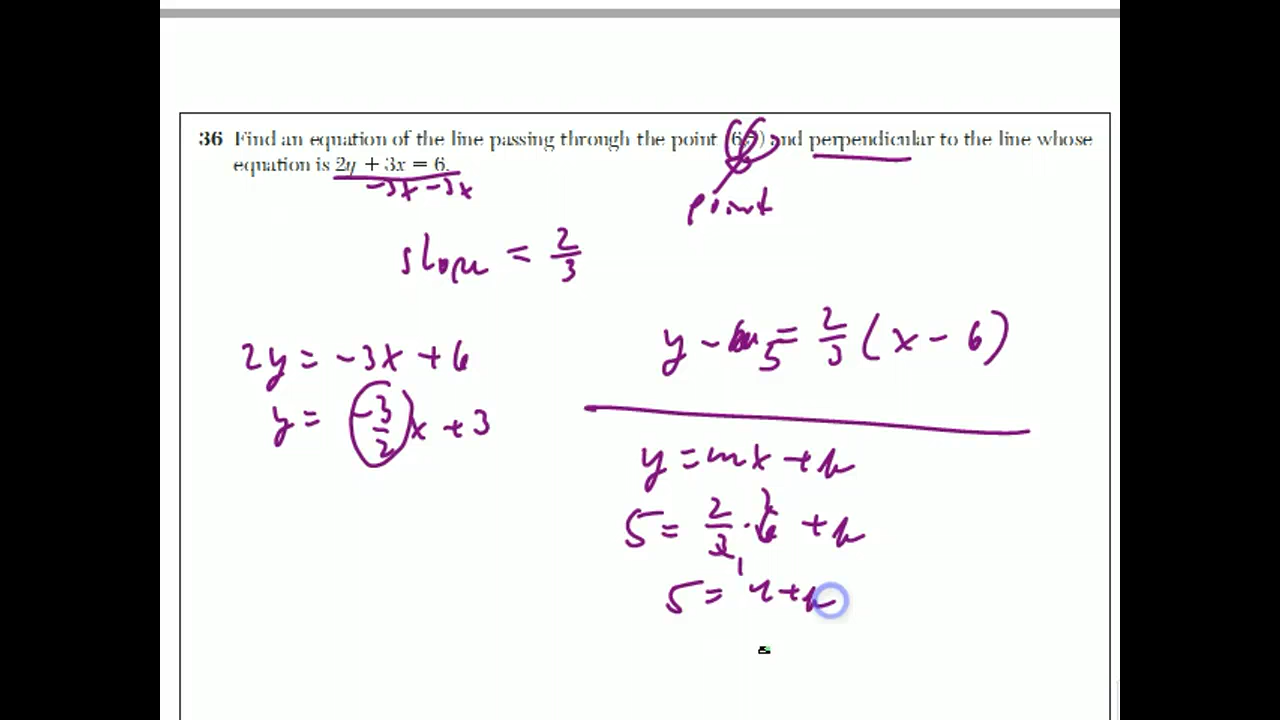 36 Find an equation of the line passing through the point (6,5) and perpendicular to the line whose
equation is 2y + 3x = 6.
-3x -3x
point
slope = 2/3
2y = -3x + 6
y = -3/2 x + 3
y - 5 = 2/3 (x - 6)
y = mx + b
5 = 2/3 · 6 + b
5 = 4 + b